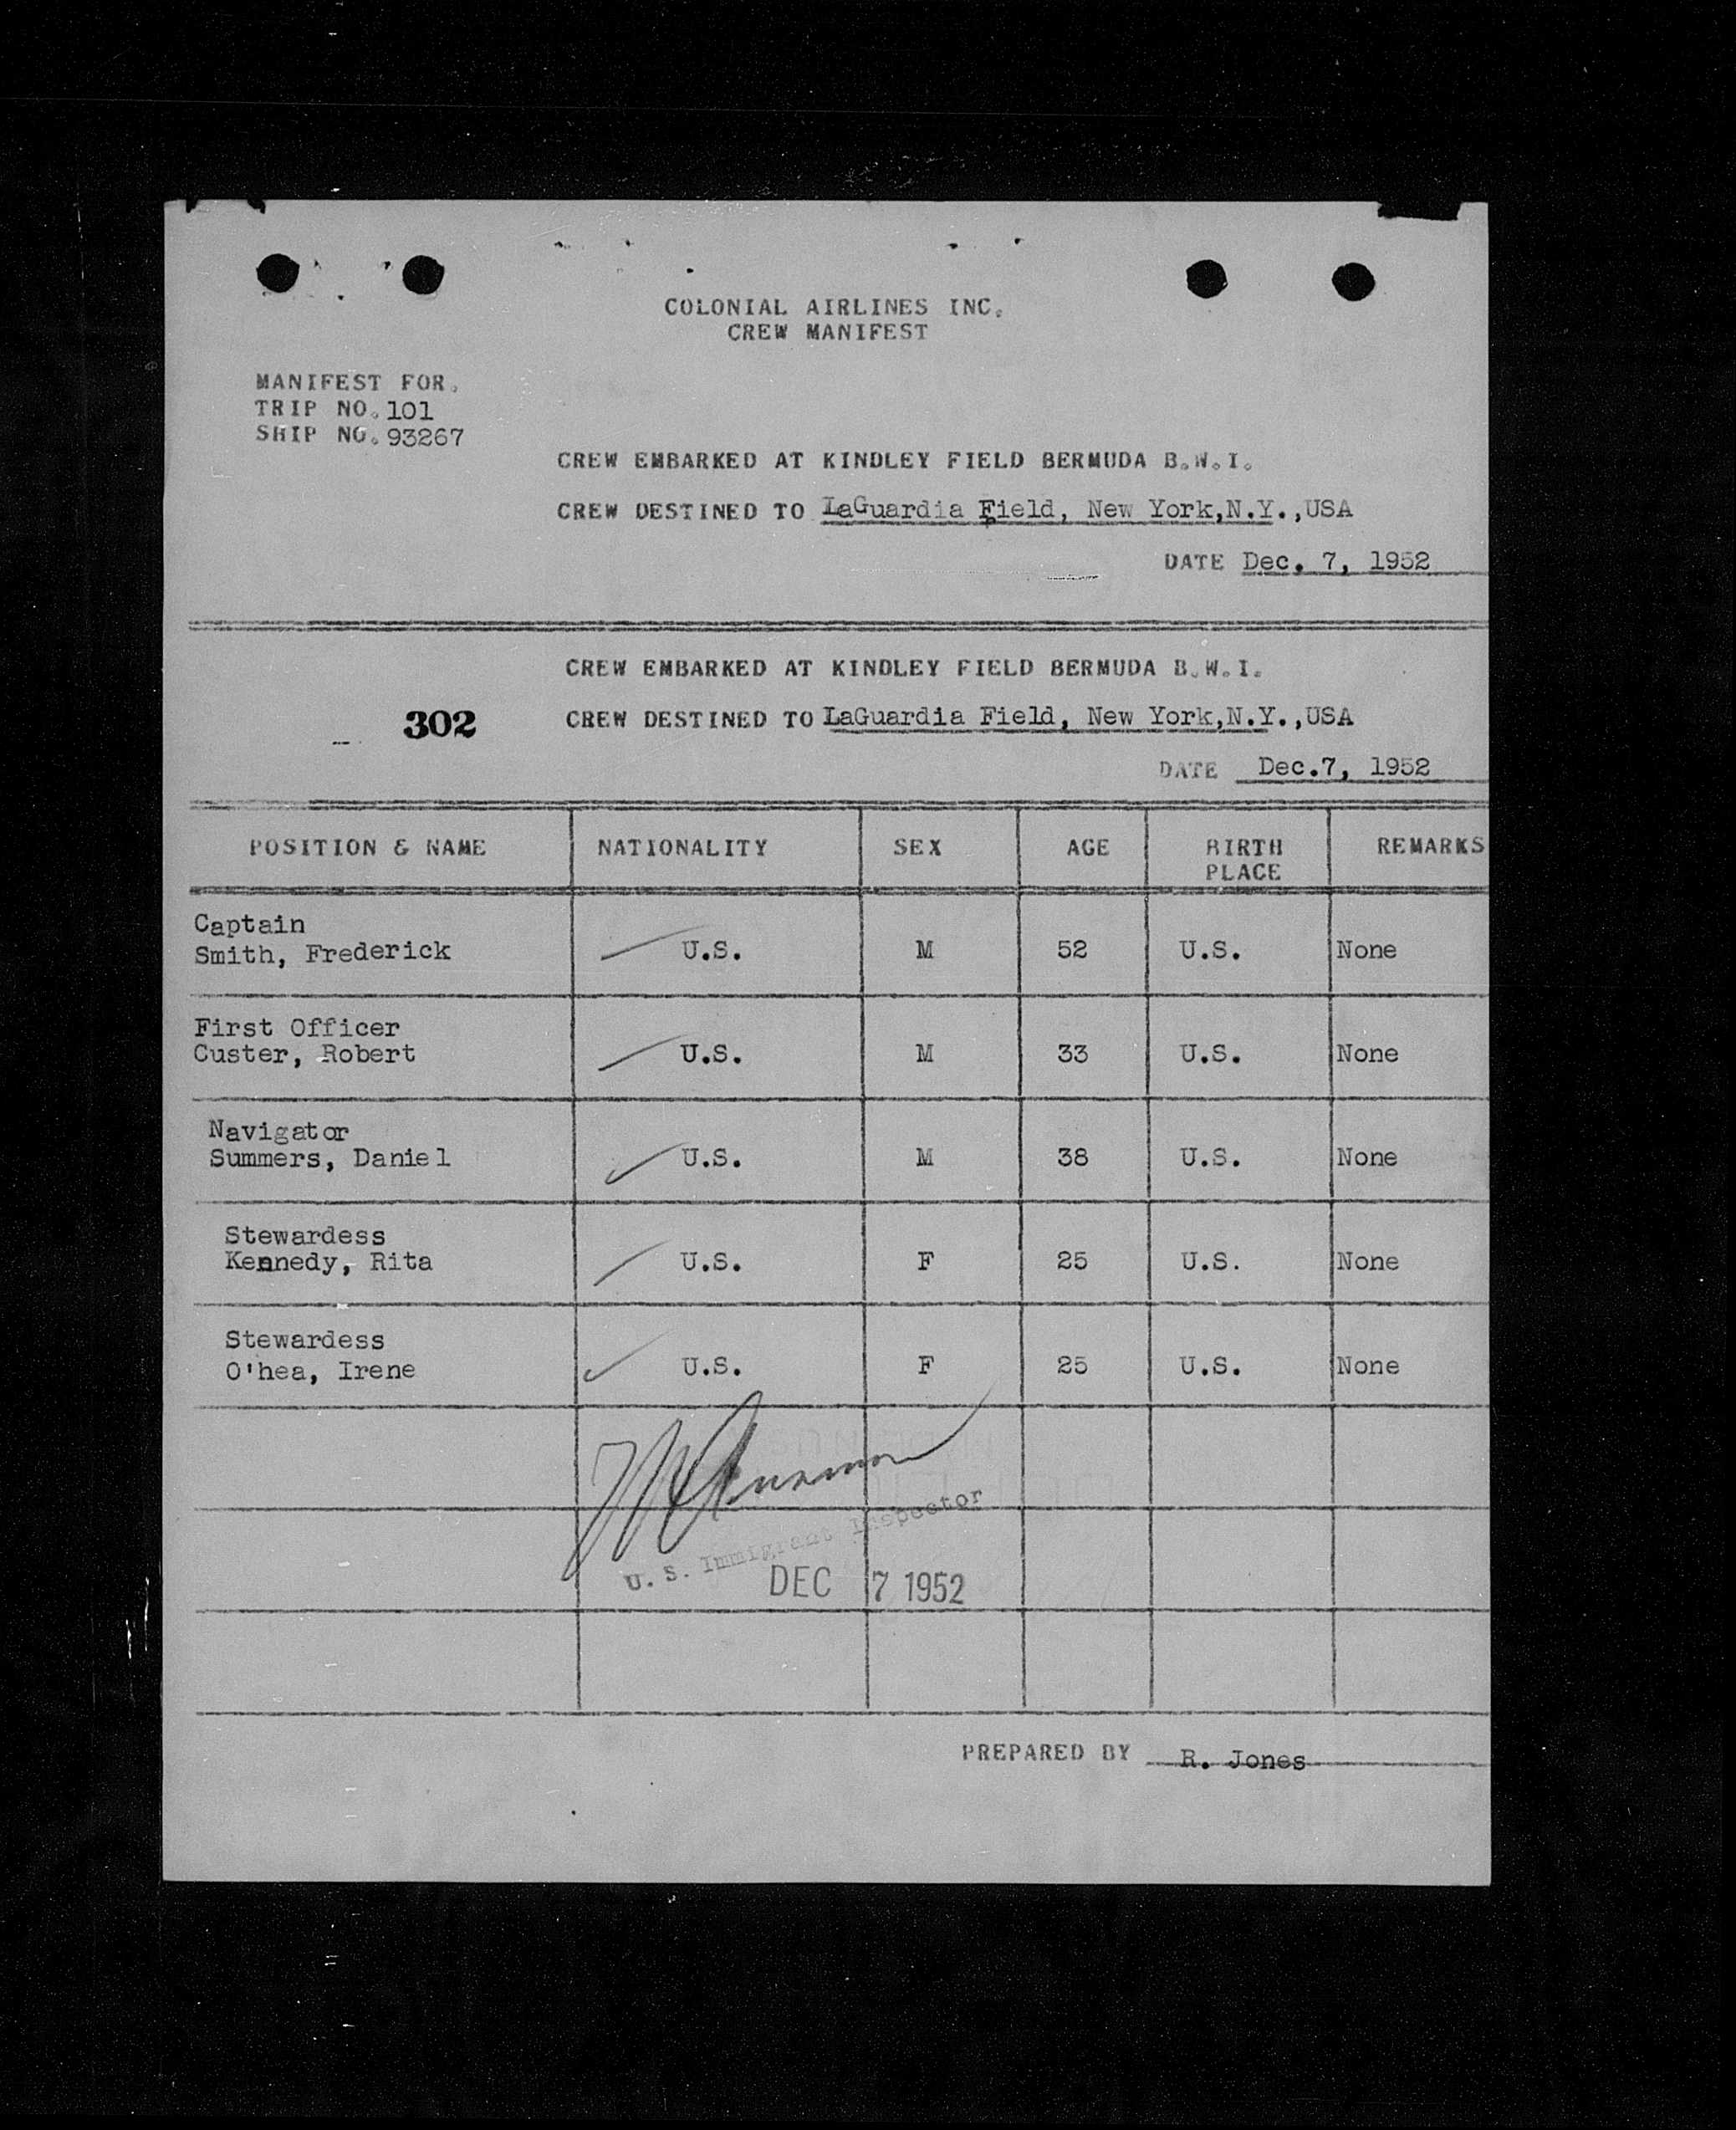 COLONIAL AIRLINES INC.
CREW MANIFEST
MANIFEST FOR.
TRIP NO. 101
SHIP NO. 93267
CREW EMBARKED AT KINDLEY FIELD BERMUDA B.W.I.
CREW DESTINED TO LaGuardia Field, New York,N.Y.,USA
DATE Dec. 7, 1952
CREW EMBARKED AT KINDLEY FIELD BERMUDA B.W.I.
302 CREW DESTINED TO LaGuardia Field, New York,N.Y.,USA
DATE Dec.7, 1952
POSITION & NAME NATIONALITY SEX AGE BIRTH PLACE REMARKS
Captain
Smith, Frederick U.S. M 52 U.S. None
First Officer
Custer, Robert U.S. M 33 U.S. None
Navigator
Summers, Daniel U.S. M 38 U.S. None
Stewardess
Kennedy, Rita U.S. F 25 U.S. None
Stewardess
O'hea, Irene U.S. F 25 U.S. None
U. S. Immigrant Inspector
DEC 7 1952
PREPARED BY R. Jones